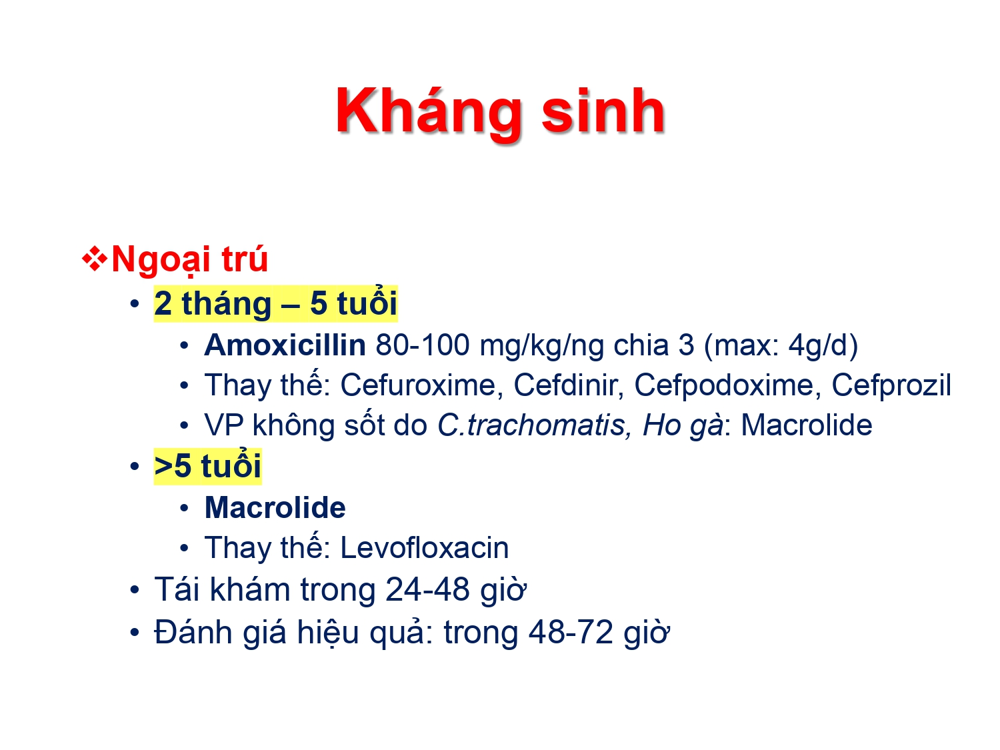 Kháng sinh
❖Ngoại trú
• 2 tháng – 5 tuổi
• Amoxicillin 80-100 mg/kg/ng chia 3 (max: 4g/d)
• Thay thế: Cefuroxime, Cefdinir, Cefpodoxime, Cefprozil
• VP không sốt do C.trachomatis, Ho gà: Macrolide
• >5 tuổi
• Macrolide
• Thay thế: Levofloxacin
• Tái khám trong 24-48 giờ
• Đánh giá hiệu quả: trong 48-72 giờ